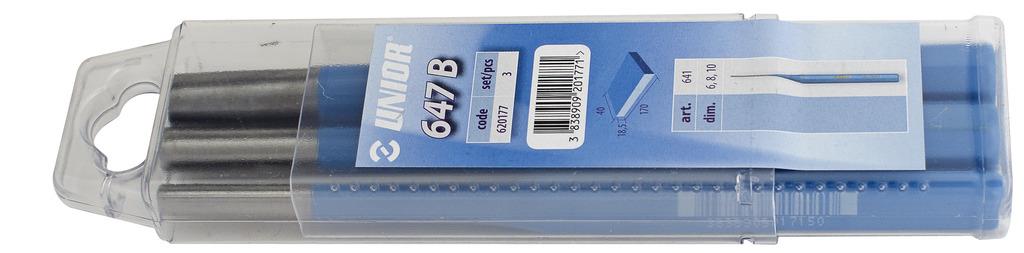 UNIOR
647 B
code set/pcs
620177 3
3 838909 201771>
40
18,5
170
art. 641
dim. 6, 8, 10